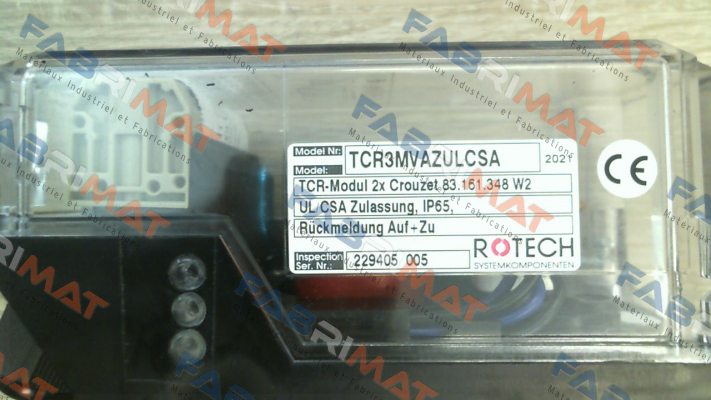 Model Nr: TCR3MVAZULCSA 2021
Model:
TCR-Modul 2x Crouzet 83.161.348 W2
UL CSA Zulassung, IP65,
Rückmeldung Auf+Zu
Inspection
Ser. Nr.: 229405 005
ROTECH
SYSTEMKOMPONENTEN
CE
FABRIMAT
Matériaux Industriel et Fabrications